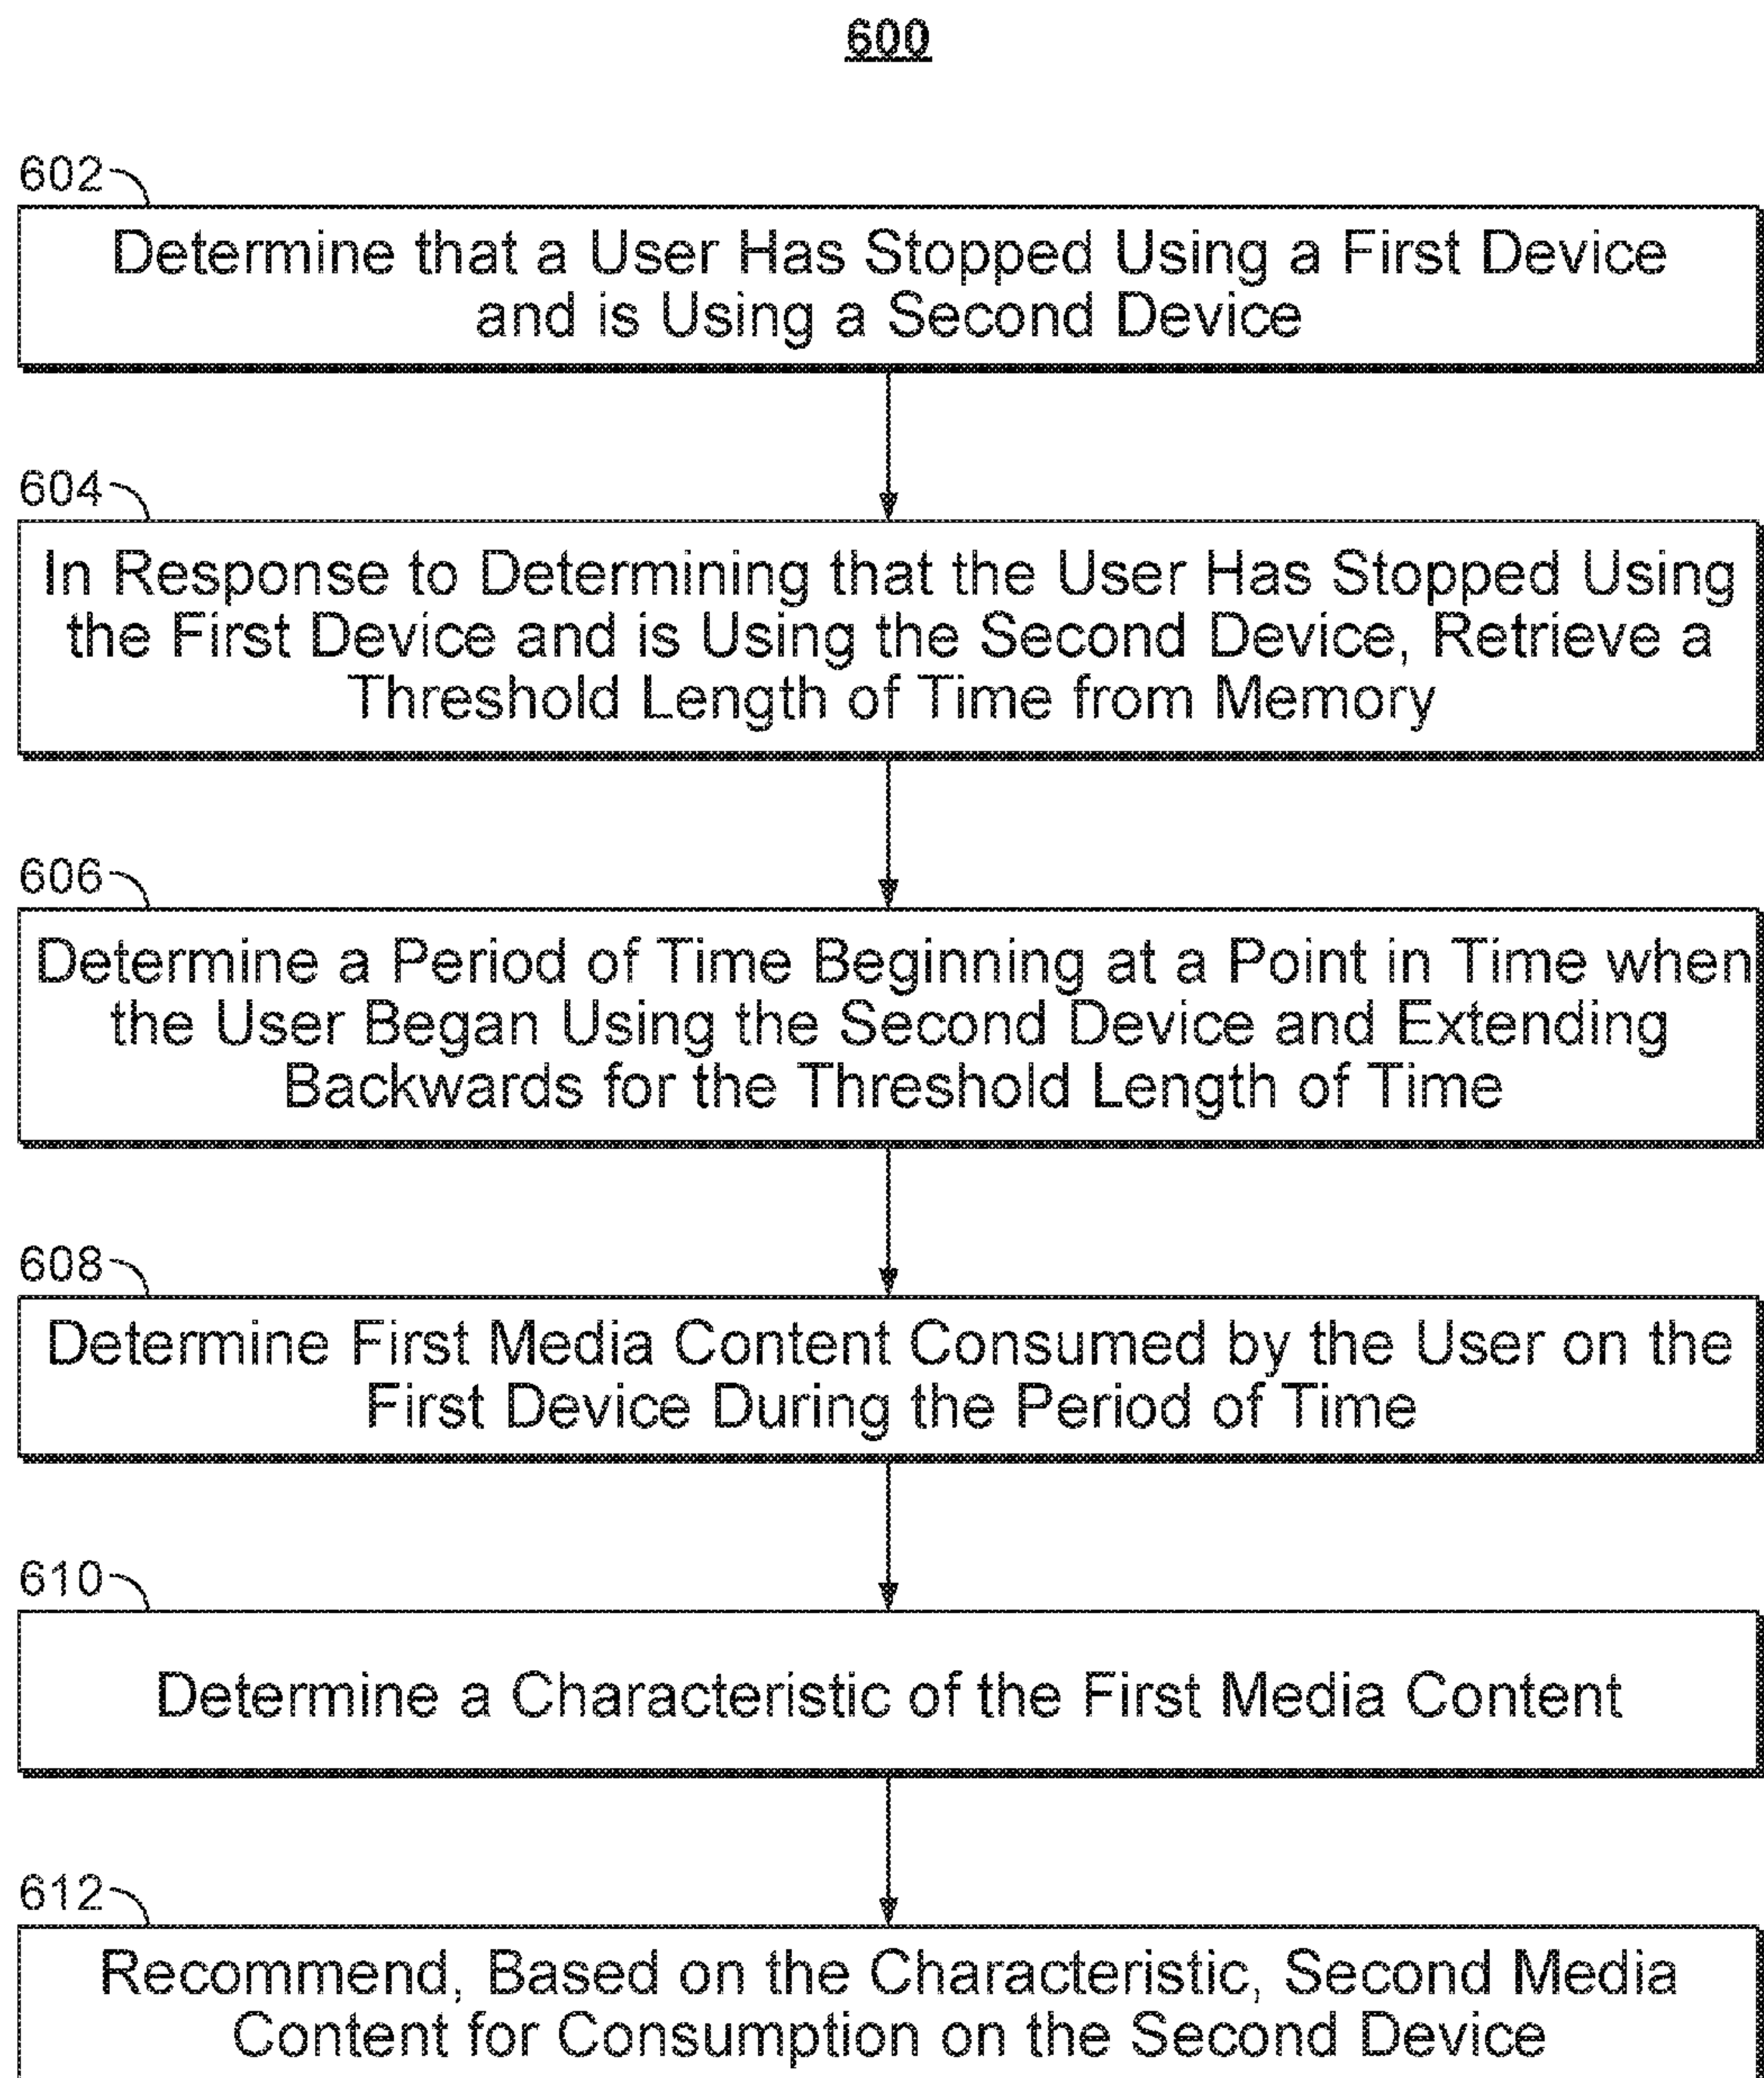 600
602
Determine that a User Has Stopped Using a First Device
and is Using a Second Device
604
In Response to Determining that the User Has Stopped Using
the First Device and is Using the Second Device, Retrieve a
Threshold Length of Time from Memory
606
Determine a Period of Time Beginning at a Point in Time when
the User Began Using the Second Device and Extending
Backwards for the Threshold Length of Time
608
Determine First Media Content Consumed by the User on the
First Device During the Period of Time
610
Determine a Characteristic of the First Media Content
612
Recommend, Based on the Characteristic, Second Media
Content for Consumption on the Second Device